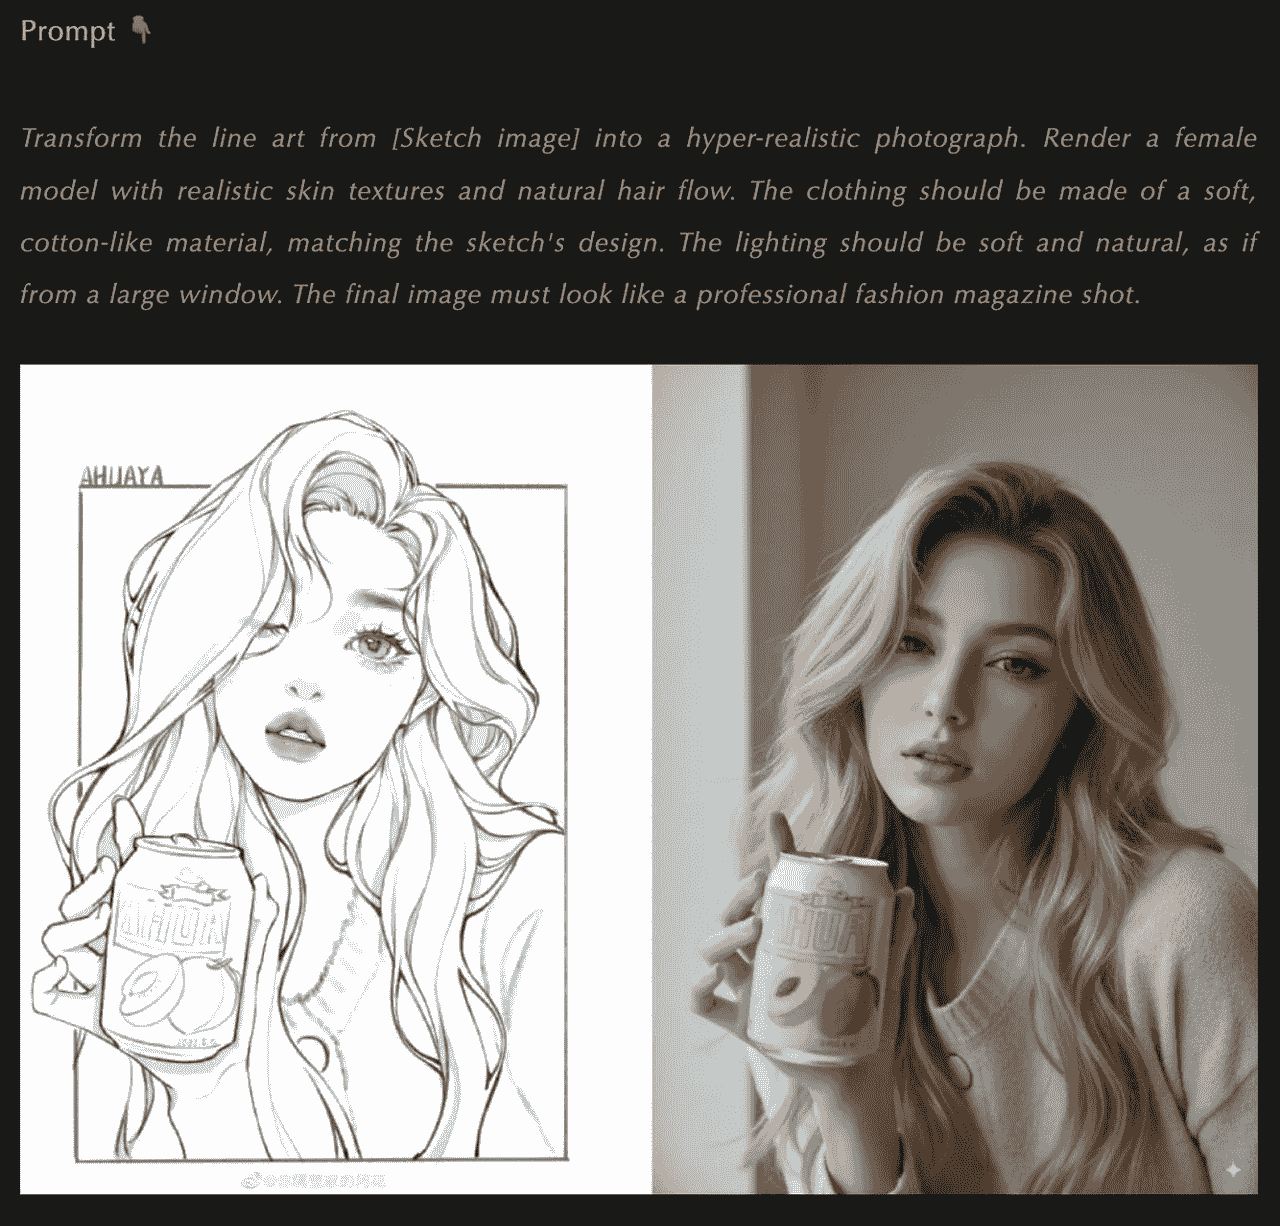 Prompt 👇
Transform the line art from [Sketch image] into a hyper-realistic photograph. Render a female
model with realistic skin textures and natural hair flow. The clothing should be made of a soft,
cotton-like material, matching the sketch's design. The lighting should be soft and natural, as if
from a large window. The final image must look like a professional fashion magazine shot.
AHUAYA
AHUA
AHUA